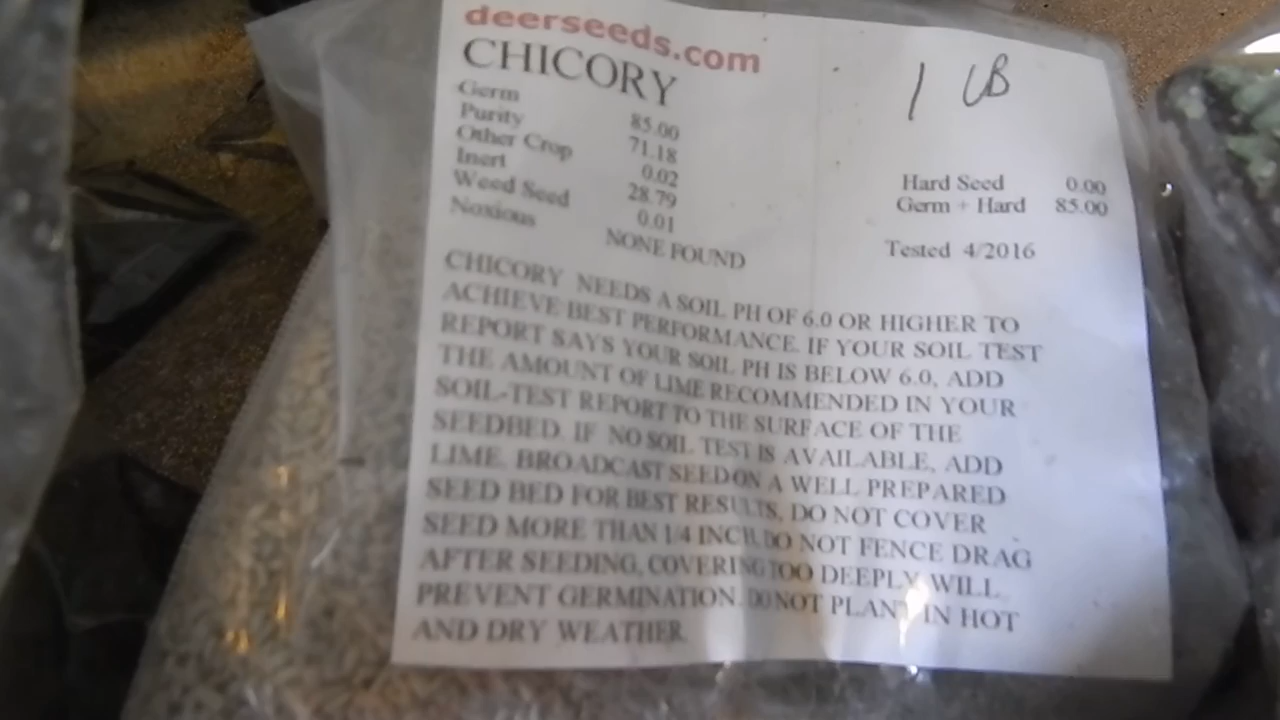 deerseeds.com
CHICORY
1 LB
Germ 85.00
Purity 71.18
Other Crop 0.02
Inert 28.79
Weed Seed 0.01
Noxious NONE FOUND
Hard Seed 0.00
Germ + Hard 85.00
Tested 4/2016
CHICORY NEEDS A SOIL PH OF 6.0 OR HIGHER TO
ACHIEVE BEST PERFORMANCE. IF YOUR SOIL TEST
REPORT SAYS YOUR SOIL PH IS BELOW 6.0, ADD
THE AMOUNT OF LIME RECOMMENDED IN YOUR
SOIL-TEST REPORT TO THE SURFACE OF THE
SEEDBED. IF NO SOIL TEST IS AVAILABLE, ADD
LIME. BROADCAST SEED ON A WELL PREPARED
SEED BED FOR BEST RESULTS, DO NOT COVER
SEED MORE THAN 1/4 INCH. DO NOT FENCE DRAG
AFTER SEEDING, COVERING TOO DEEPLY WILL
PREVENT GERMINATION. DO NOT PLANT IN HOT
AND DRY WEATHER.